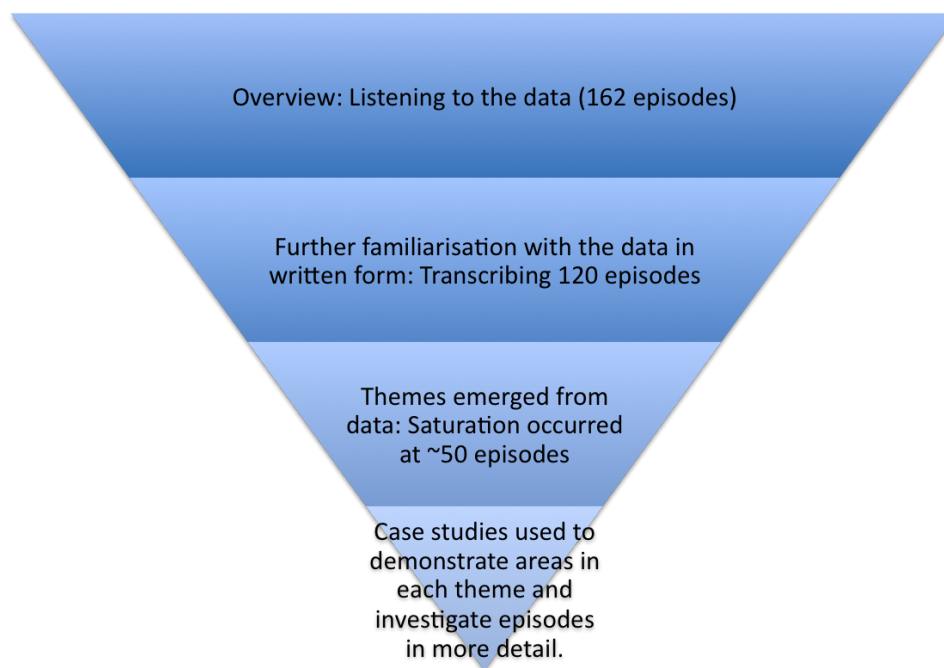 Overview: Listening to the data (162 episodes)
Further familiarisation with the data in
written form: Transcribing 120 episodes
Themes emerged from
data: Saturation occurred
at ~50 episodes
Case studies used to
demonstrate areas in
each theme and
investigate episodes
in more detail.